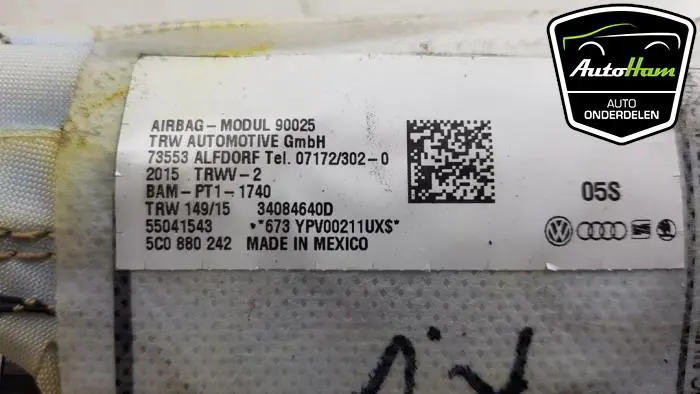 AutoHam
AUTO
ONDERDELEN
AIRBAG-MODUL 90025
TRW AUTOMOTIVE GmbH
73553 ALFDORF Tel. 07172/302-0
2015 TRWV-2
BAM-PT1-1740
TRW 149/15 34084640D
55041543 *673 YPV00211UX$*
5C0 880 242 MADE IN MEXICO
05S